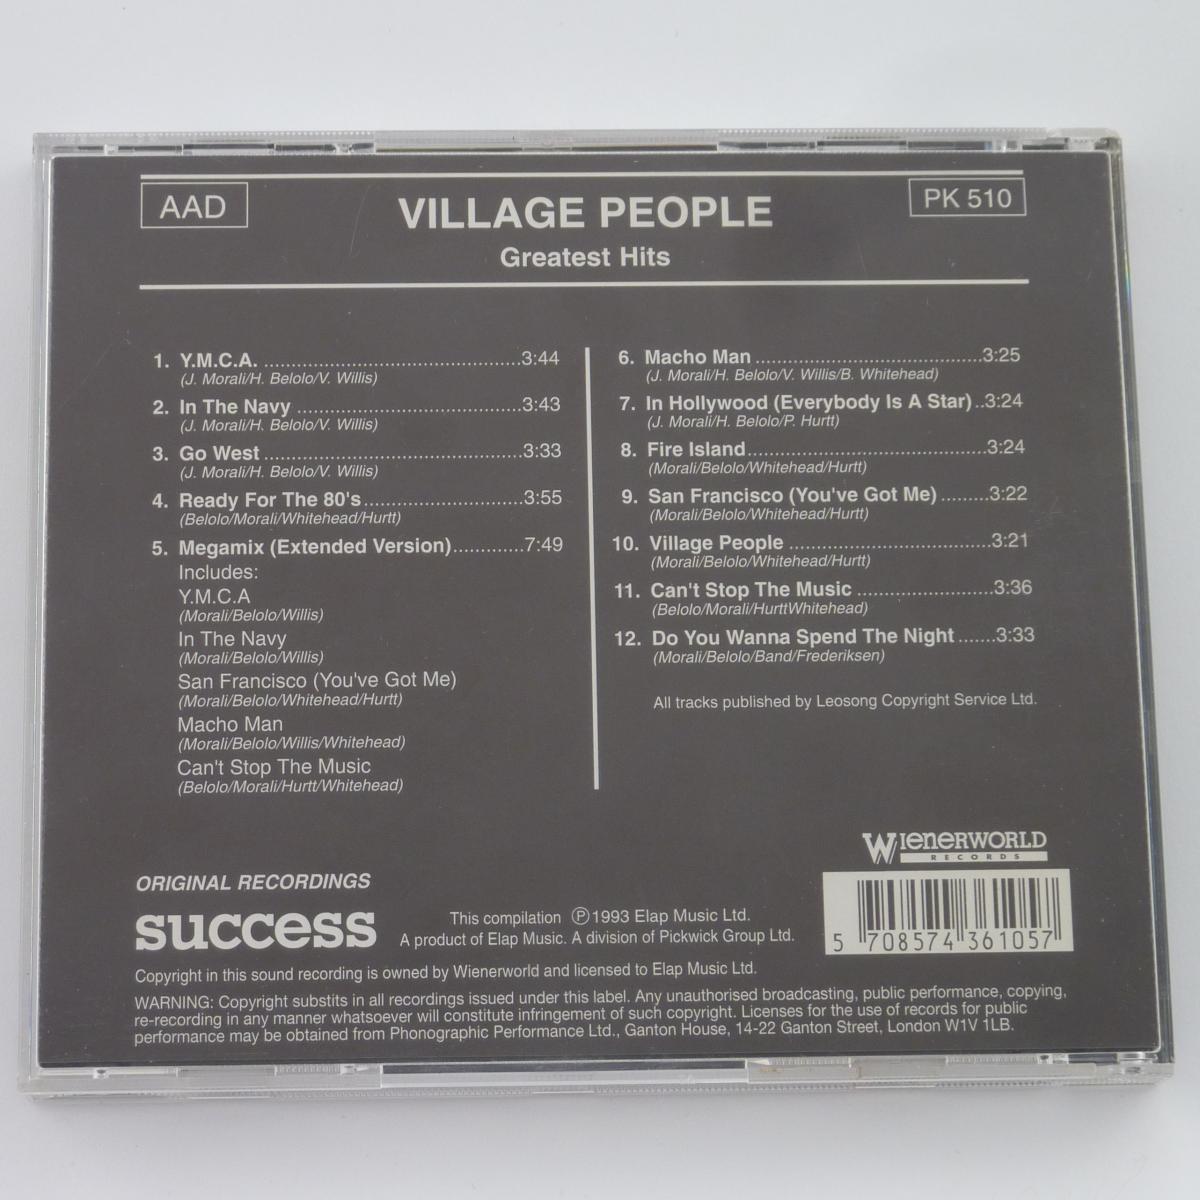 AAD
VILLAGE PEOPLE
PK 510
Greatest Hits
1. Y.M.C.A. ........................................3:44
(J. Morali/H. Belolo/V. Willis)
2. In The Navy ...................................3:43
(J. Morali/H. Belolo/V. Willis)
3. Go West ........................................3:33
(J. Morali/H. Belolo/V. Willis)
4. Ready For The 80's.........................3:55
(Belolo/Morali/Whitehead/Hurtt)
5. Megamix (Extended Version)............7:49
Includes:
Y.M.C.A
(Morali/Belolo/Willis)
In The Navy
(Morali/Belolo/Willis)
San Francisco (You've Got Me)
(Morali/Belolo/Whitehead/Hurtt)
Macho Man
(Morali/Belolo/Willis/Whitehead)
Can't Stop The Music
(Belolo/Morali/Hurtt/Whitehead)
6. Macho Man ...................................3:25
(J. Morali/H. Belolo/V. Willis/B. Whitehead)
7. In Hollywood (Everybody Is A Star)..3:24
(J. Morali/H. Belolo/P. Hurtt)
8. Fire Island.....................................3:24
(Morali/Belolo/Whitehead/Hurtt)
9. San Francisco (You've Got Me) ........3:22
(Morali/Belolo/Whitehead/Hurtt)
10. Village People ...............................3:21
(Morali/Belolo/Whitehead/Hurtt)
11. Can't Stop The Music .....................3:36
(Belolo/Morali/HurttWhitehead)
12. Do You Wanna Spend The Night ......3:33
(Morali/Belolo/Band/Frederiksen)
All tracks published by Leosong Copyright Service Ltd.
WIENERWORLD
RECORDS
ORIGINAL RECORDINGS
success
This compilation ℗1993 Elap Music Ltd.
A product of Elap Music. A division of Pickwick Group Ltd.
5 708574 361057
Copyright in this sound recording is owned by Wienerworld and licensed to Elap Music Ltd.
WARNING: Copyright substits in all recordings issued under this label. Any unauthorised broadcasting, public performance, copying,
re-recording in any manner whatsoever will constitute infringement of such copyright. Licenses for the use of records for public
performance may be obtained from Phonographic Performance Ltd., Ganton House, 14-22 Ganton Street, London W1V 1LB.